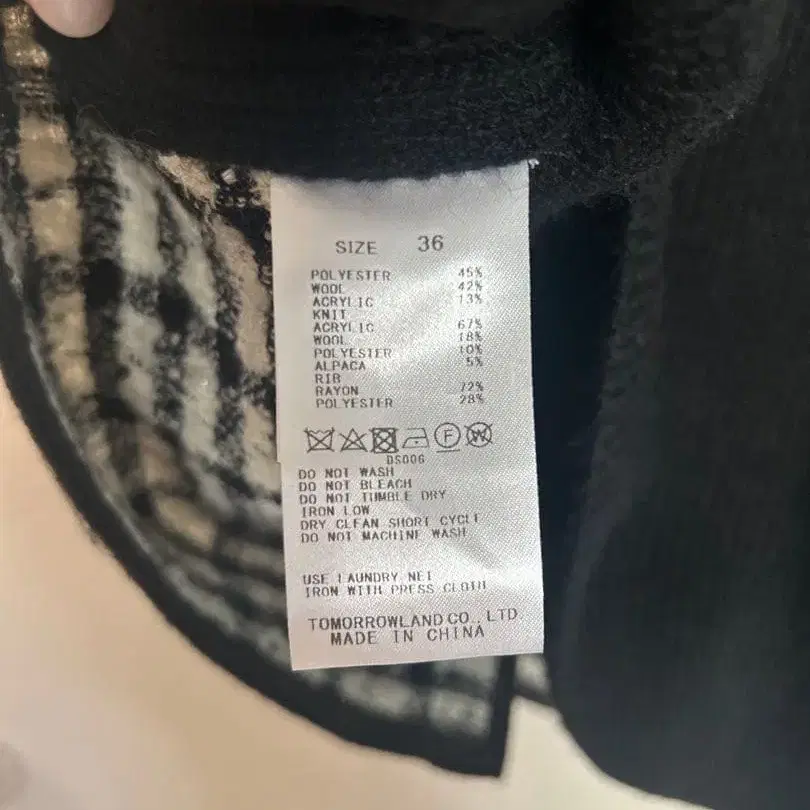 SIZE 36
POLYESTER 45%
WOOL 42%
ACRYLIC 13%
KNIT
ACRYLIC 67%
WOOL 18%
POLYESTER 10%
ALPACA 5%
RIB
RAYON 72%
POLYESTER 28%
F W
DS006
DO NOT WASH
DO NOT BLEACH
DO NOT TUMBLE DRY
IRON LOW
DRY CLEAN SHORT CYCLE
DO NOT MACHINE WASH
USE LAUNDRY NET
IRON WITH PRESS CLOTH
TOMORROWLAND CO., LTD.
MADE IN CHINA